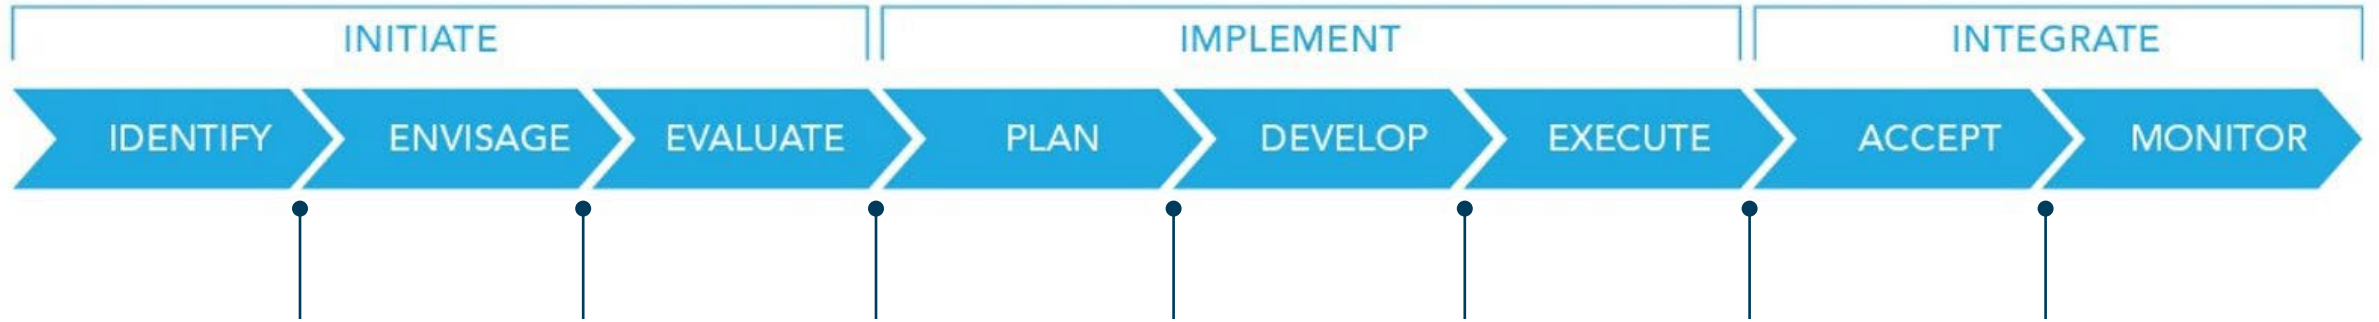 INITIATE IMPLEMENT INTEGRATE
IDENTIFY ENVISAGE EVALUATE PLAN DEVELOP EXECUTE ACCEPT MONITOR